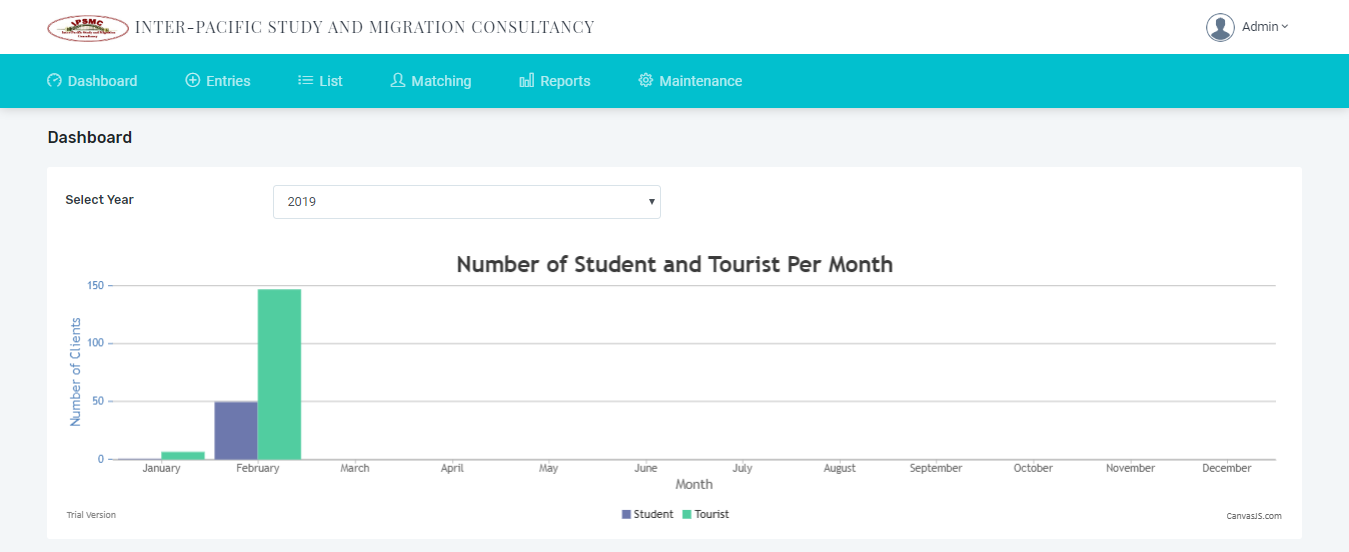 IPSMC
INTER-PACIFIC STUDY AND MIGRATION CONSULTANCY
Admin
Dashboard
Entries
List
Matching
Reports
Maintenance
Dashboard
Select Year
2019
Number of Student and Tourist Per Month
Number of Clients
150
100
50
0
January
February
March
April
May
June
July
August
September
October
November
December
Month
Student
Tourist
Trial Version
CanvasJS.com